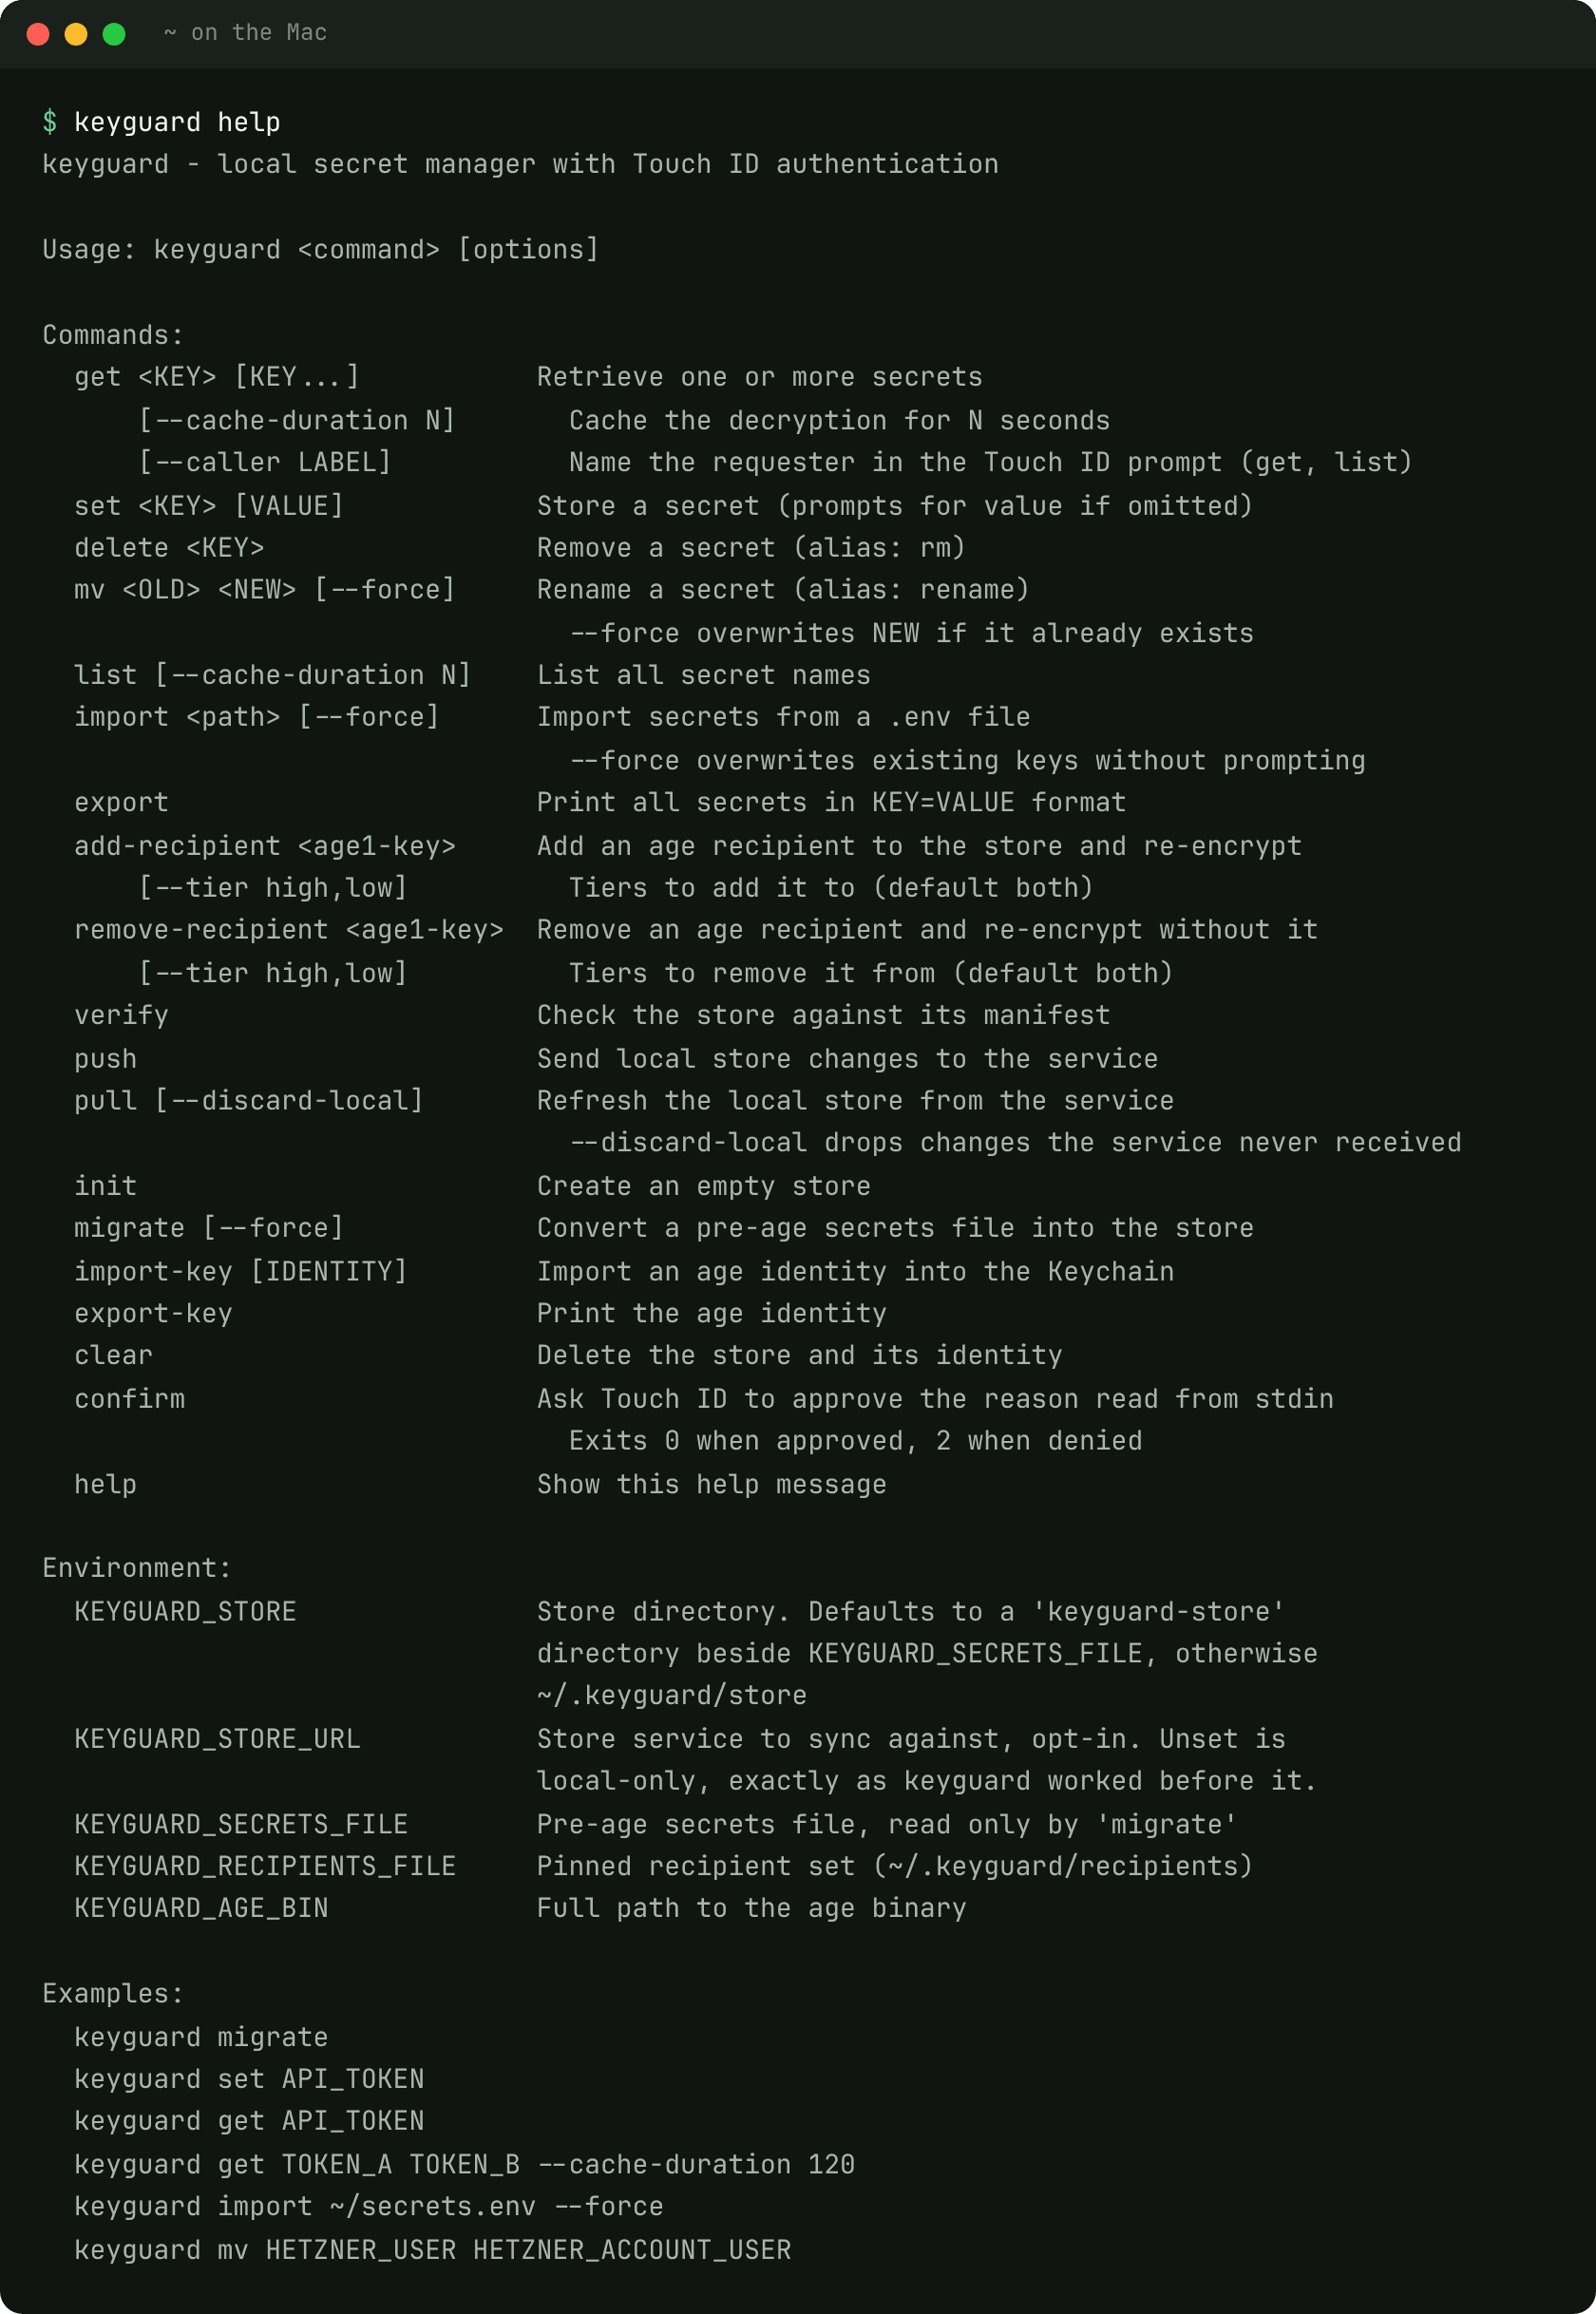 ~ on the Mac
$ keyguard help
keyguard - local secret manager with Touch ID authentication
Usage: keyguard <command> [options]
Commands:
  get <KEY> [KEY...]           Retrieve one or more secrets
      [--cache-duration N]       Cache the decryption for N seconds
      [--caller LABEL]           Name the requester in the Touch ID prompt (get, list)
  set <KEY> [VALUE]            Store a secret (prompts for value if omitted)
  delete <KEY>                 Remove a secret (alias: rm)
  mv <OLD> <NEW> [--force]     Rename a secret (alias: rename)
                                 --force overwrites NEW if it already exists
  list [--cache-duration N]    List all secret names
  import <path> [--force]      Import secrets from a .env file
                                 --force overwrites existing keys without prompting
  export                       Print all secrets in KEY=VALUE format
  add-recipient <age1-key>     Add an age recipient to the store and re-encrypt
      [--tier high,low]          Tiers to add it to (default both)
  remove-recipient <age1-key>  Remove an age recipient and re-encrypt without it
      [--tier high,low]          Tiers to remove it from (default both)
  verify                       Check the store against its manifest
  push                         Send local store changes to the service
  pull [--discard-local]       Refresh the local store from the service
                                 --discard-local drops changes the service never received
  init                         Create an empty store
  migrate [--force]            Convert a pre-age secrets file into the store
  import-key [IDENTITY]        Import an age identity into the Keychain
  export-key                   Print the age identity
  clear                        Delete the store and its identity
  confirm                      Ask Touch ID to approve the reason read from stdin
                                 Exits 0 when approved, 2 when denied
  help                         Show this help message
Environment:
  KEYGUARD_STORE               Store directory. Defaults to a 'keyguard-store'
                               directory beside KEYGUARD_SECRETS_FILE, otherwise
                               ~/.keyguard/store
  KEYGUARD_STORE_URL           Store service to sync against, opt-in. Unset is
                               local-only, exactly as keyguard worked before it.
  KEYGUARD_SECRETS_FILE        Pre-age secrets file, read only by 'migrate'
  KEYGUARD_RECIPIENTS_FILE     Pinned recipient set (~/.keyguard/recipients)
  KEYGUARD_AGE_BIN             Full path to the age binary
Examples:
  keyguard migrate
  keyguard set API_TOKEN
  keyguard get API_TOKEN
  keyguard get TOKEN_A TOKEN_B --cache-duration 120
  keyguard import ~/secrets.env --force
  keyguard mv HETZNER_USER HETZNER_ACCOUNT_USER